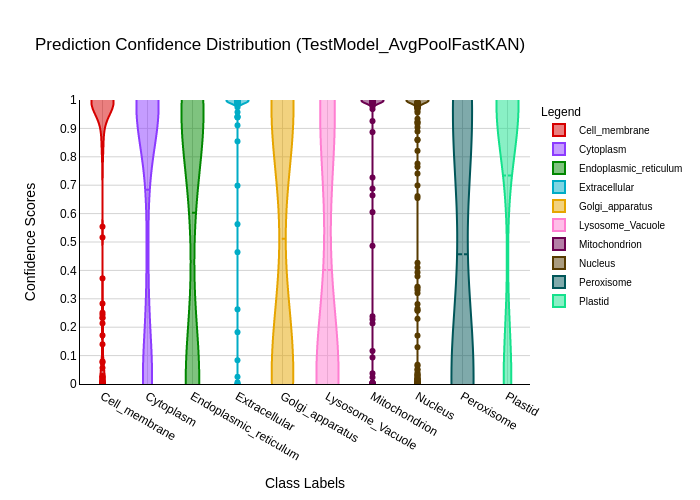 Prediction Confidence Distribution (TestModel_AvgPoolFastKAN)
Legend
Cell_membrane
Cytoplasm
Endoplasmic_reticulum
Extracellular
Golgi_apparatus
Lysosome_Vacuole
Mitochondrion
Nucleus
Peroxisome
Plastid
Confidence Scores
1
0.9
0.8
0.7
0.6
0.5
0.4
0.3
0.2
0.1
0
Cell_membrane
Cytoplasm
Endoplasmic_reticulum
Extracellular
Golgi_apparatus
Lysosome_Vacuole
Mitochondrion
Nucleus
Peroxisome
Plastid
Class Labels